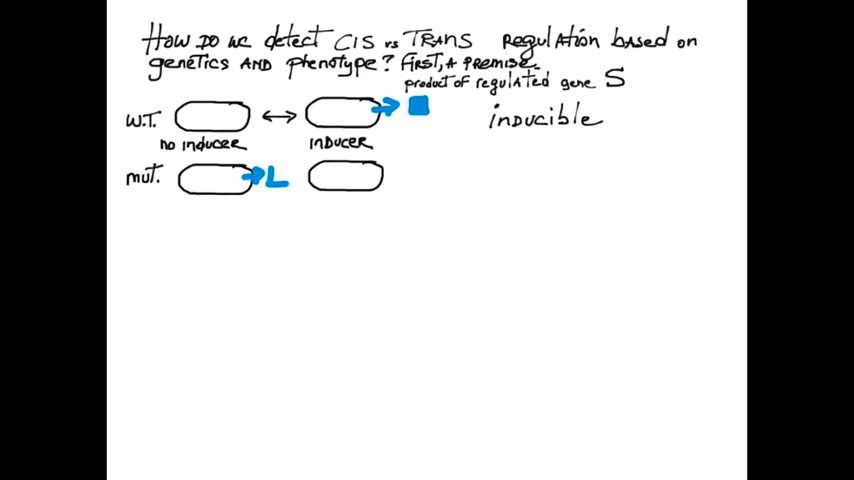 How do we detect CIS vs TRANS regulation based on
genetics and phenotype? First, a premise.
product of regulated gene S
W.T. inducible
no inducer inducer
mut.